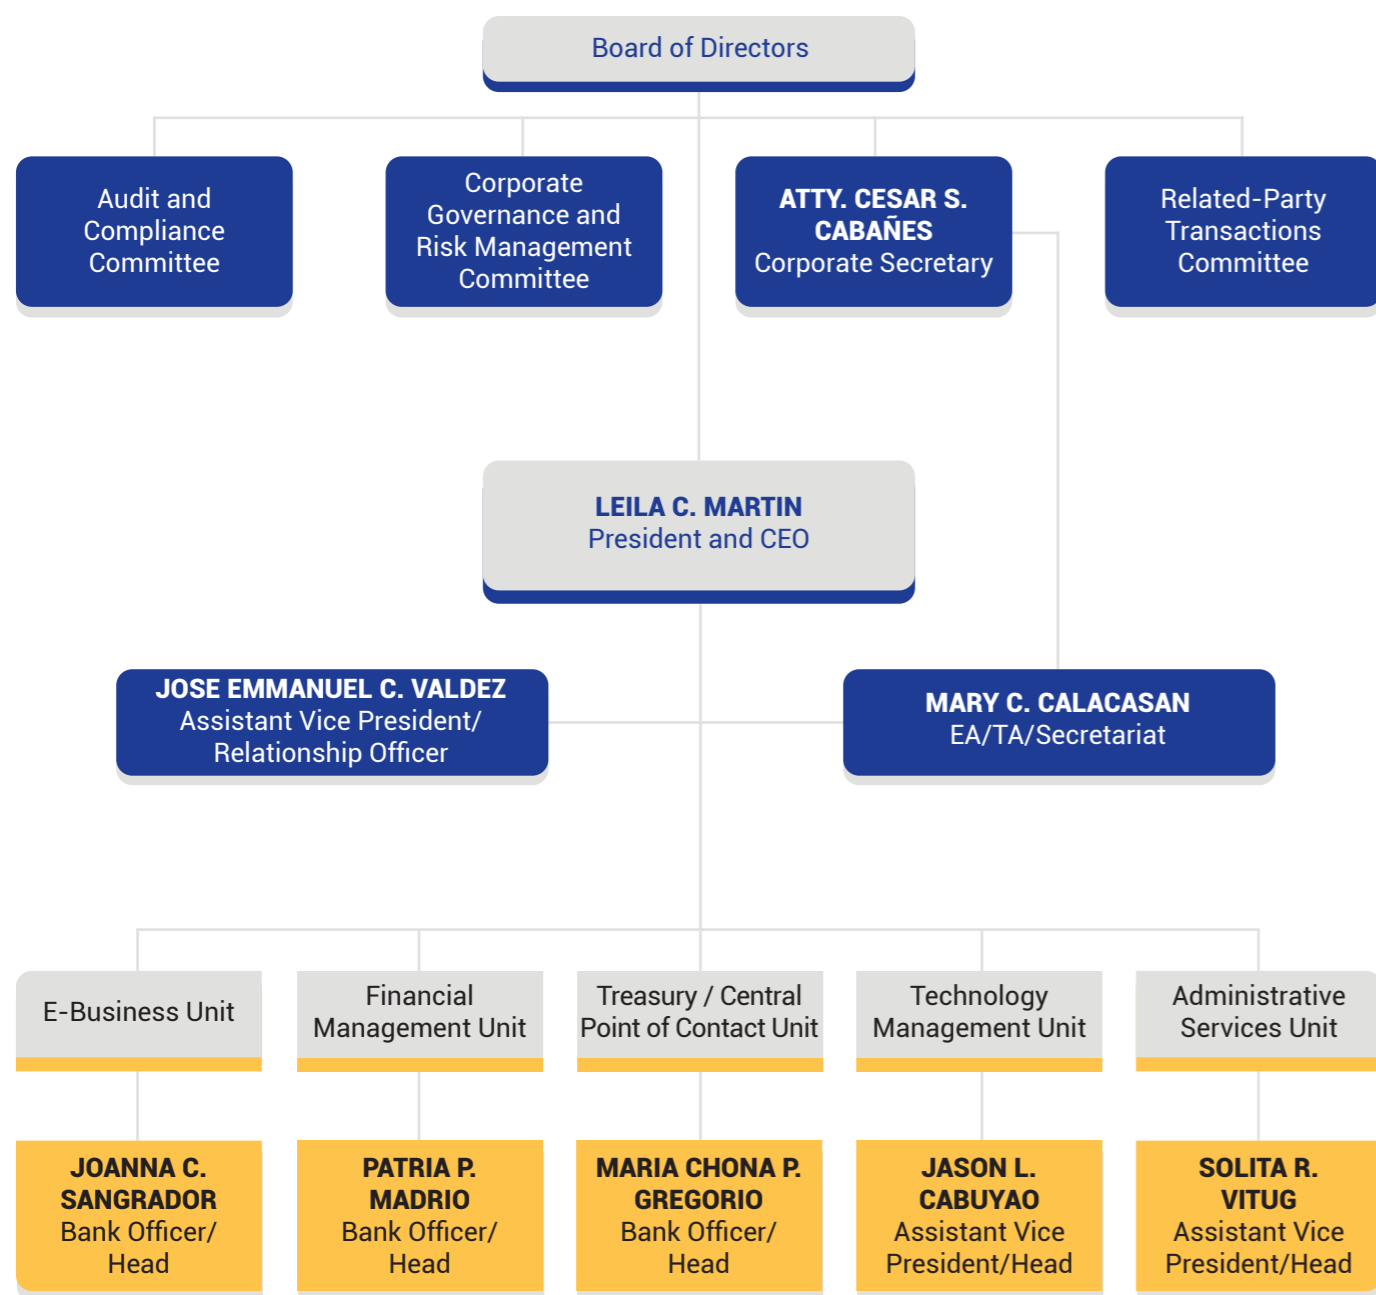 Board of Directors
Audit and
Compliance
Committee
Corporate
Governance and
Risk Management
Committee
ATTY. CESAR S.
CABAÑES
Corporate Secretary
Related-Party
Transactions
Committee
LEILA C. MARTIN
President and CEO
JOSE EMMANUEL C. VALDEZ
Assistant Vice President/
Relationship Officer
MARY C. CALACASAN
EA/TA/Secretariat
E-Business Unit
Financial
Management Unit
Treasury / Central
Point of Contact Unit
Technology
Management Unit
Administrative
Services Unit
JOANNA C.
SANGRADOR
Bank Officer/
Head
PATRIA P.
MADRIO
Bank Officer/
Head
MARIA CHONA P.
GREGORIO
Bank Officer/
Head
JASON L.
CABUYAO
Assistant Vice
President/Head
SOLITA R.
VITUG
Assistant Vice
President/Head